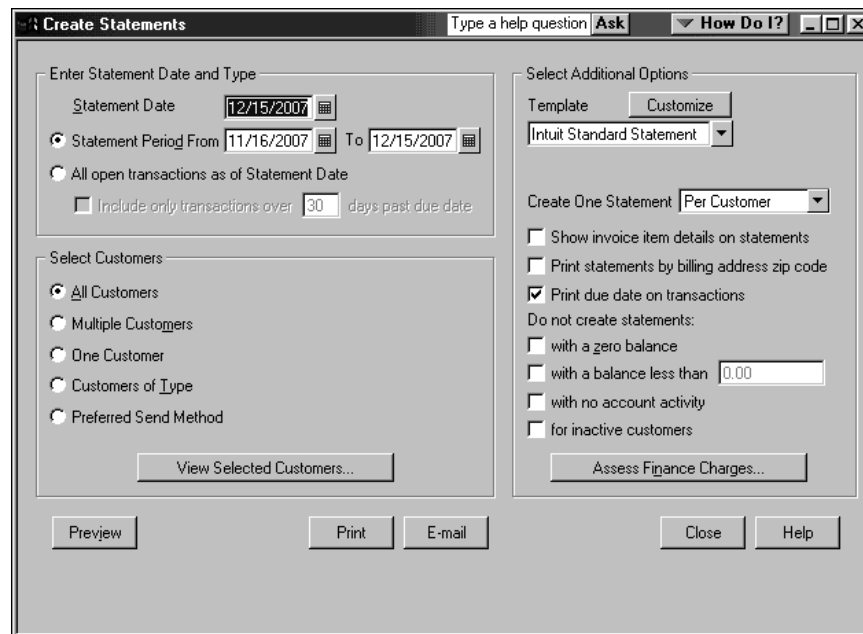 Create Statements Type a help question Ask How Do I?
Enter Statement Date and Type
Statement Date 12/15/2007
Statement Period From 11/16/2007 To 12/15/2007
All open transactions as of Statement Date
Include only transactions over 30 days past due date
Select Customers
All Customers
Multiple Customers
One Customer
Customers of Type
Preferred Send Method
View Selected Customers...
Select Additional Options
Template Customize
Intuit Standard Statement
Create One Statement Per Customer
Show invoice item details on statements
Print statements by billing address zip code
Print due date on transactions
Do not create statements:
with a zero balance
with a balance less than 0.00
with no account activity
for inactive customers
Assess Finance Charges...
Preview Print E-mail Close Help